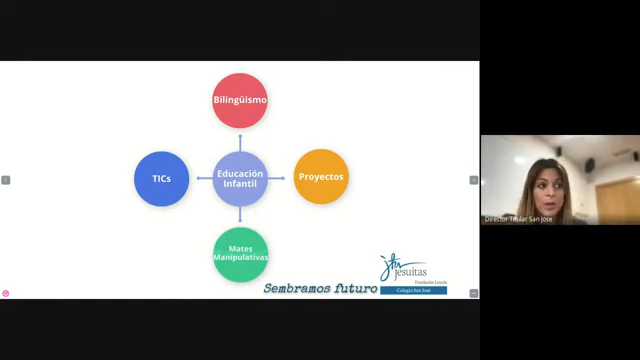 Bilingüismo
TICs
Educación
Infantil
Proyectos
Mates
Manipulativas
Sembramos futuro
jesuitas
Fundación Loyola
Colegio San José
Director Titular San Jose